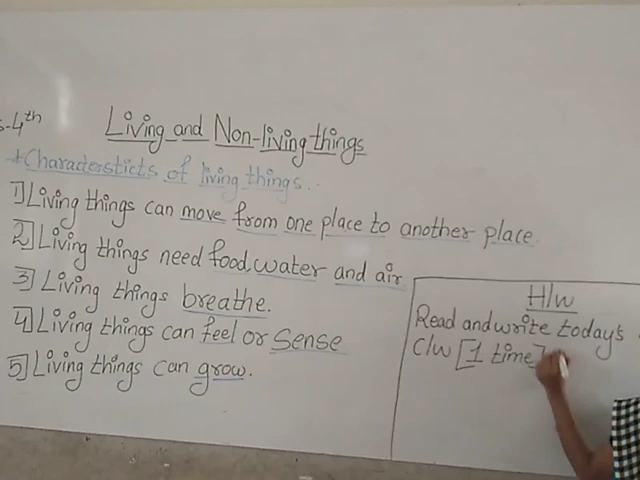 s-4th
Living and Non-living things
Characterstics of living things..
1) Living things can move from one place to another place.
2] Living things need food, water and air
3] Living things breathe.
4] Living things can feel or Sense
5] Living things can grow.
H/w
Read and write today's
C/w [1 time]